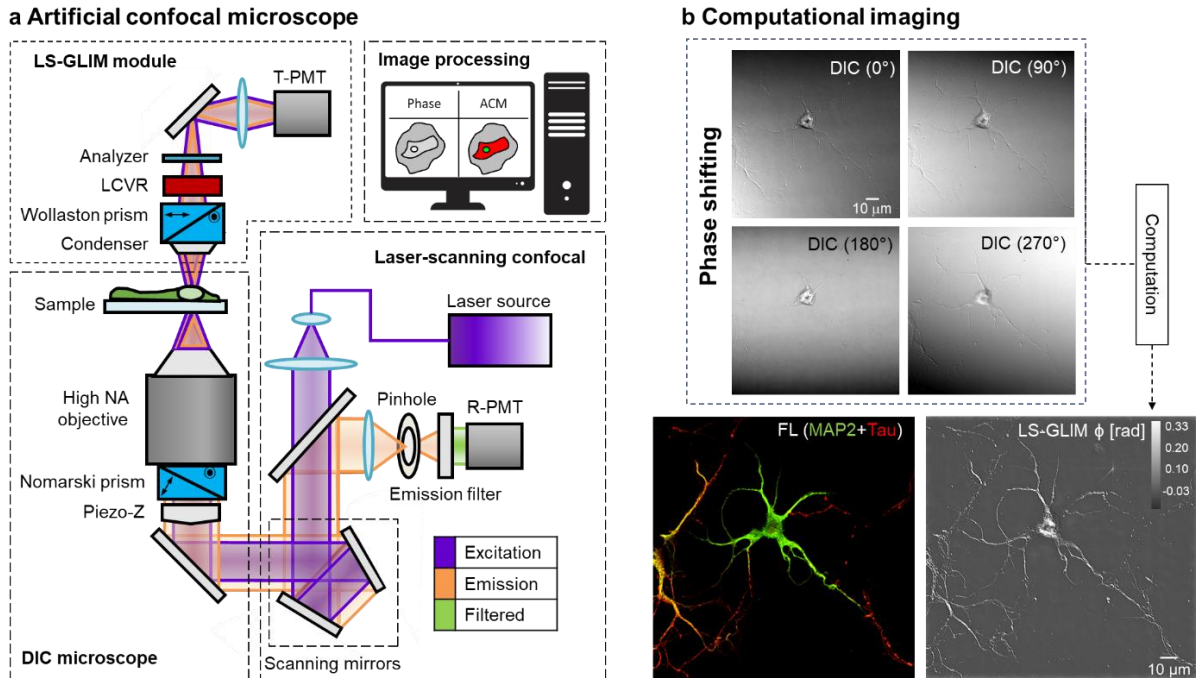 a Artificial confocal microscope
LS-GLIM module
T-PMT
Analyzer
LCVR
Wollaston prism
Condenser
Image processing
Phase
ACM
Sample
High NA
objective
Nomarski prism
Piezo-Z
DIC microscope
Laser-scanning confocal
Laser source
Pinhole
R-PMT
Emission filter
Excitation
Emission
Filtered
Scanning mirrors
b Computational imaging
Phase shifting
DIC (0°)
10 μm
DIC (90°)
DIC (180°)
DIC (270°)
Computation
FL (MAP2+Tau)
LS-GLIM ϕ [rad]
0.33
0.20
0.10
-0.03
10 μm